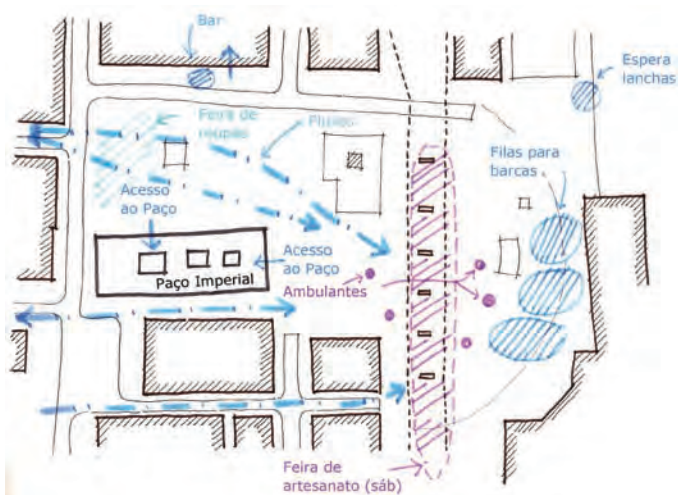 Bar
Espera
lanchas
Feira de
roupas
Fluxos
Filas para
barcas
Acesso
ao Paço
Acesso
ao Paço
Paço Imperial
Ambulantes
Feira de
artesanato (sáb)